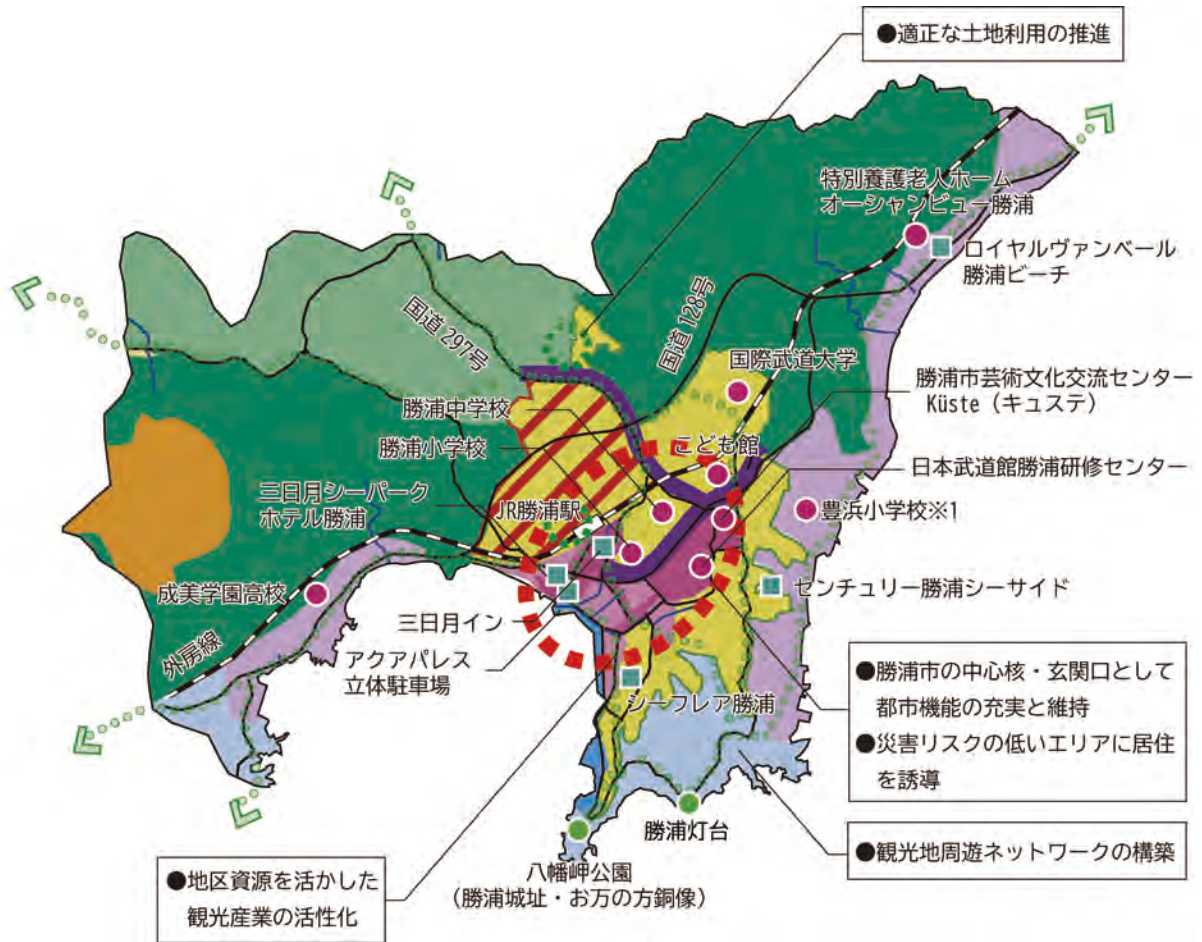 ●適正な土地利用の推進
特別養護老人ホーム
オーシャンビュー勝浦
ロイヤルヴァンベール
勝浦ビーチ
国道297号
国道128号
国際武道大学
勝浦市芸術文化交流センター
Küste（キュステ）
勝浦中学校
こども館
勝浦小学校
日本武道館勝浦研修センター
三日月シーパーク
ホテル勝浦
JR勝浦駅
豊浜小学校※1
成美学園高校
センチュリー勝浦シーサイド
三日月イン
外房線
アクアパレス
立体駐車場
シーフレア勝浦
●勝浦市の中心核・玄関口として
都市機能の充実と維持
●災害リスクの低いエリアに居住
を誘導
勝浦灯台
●観光地周遊ネットワークの構築
八幡岬公園
（勝浦城址・お万の方銅像）
●地区資源を活かした
観光産業の活性化